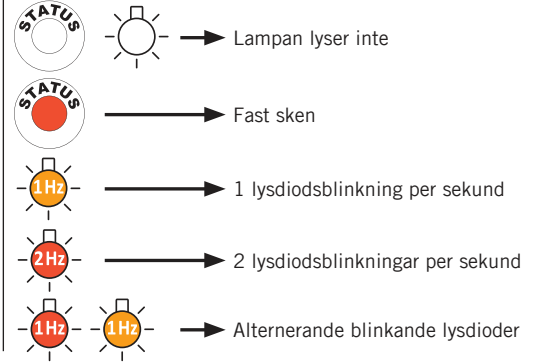 STATUS Lampan lyser inte
STATUS Fast sken
1Hz 1 lysdiodsblinkning per sekund
2Hz 2 lysdiodsblinkningar per sekund
1Hz 1Hz Alternerande blinkande lysdioder